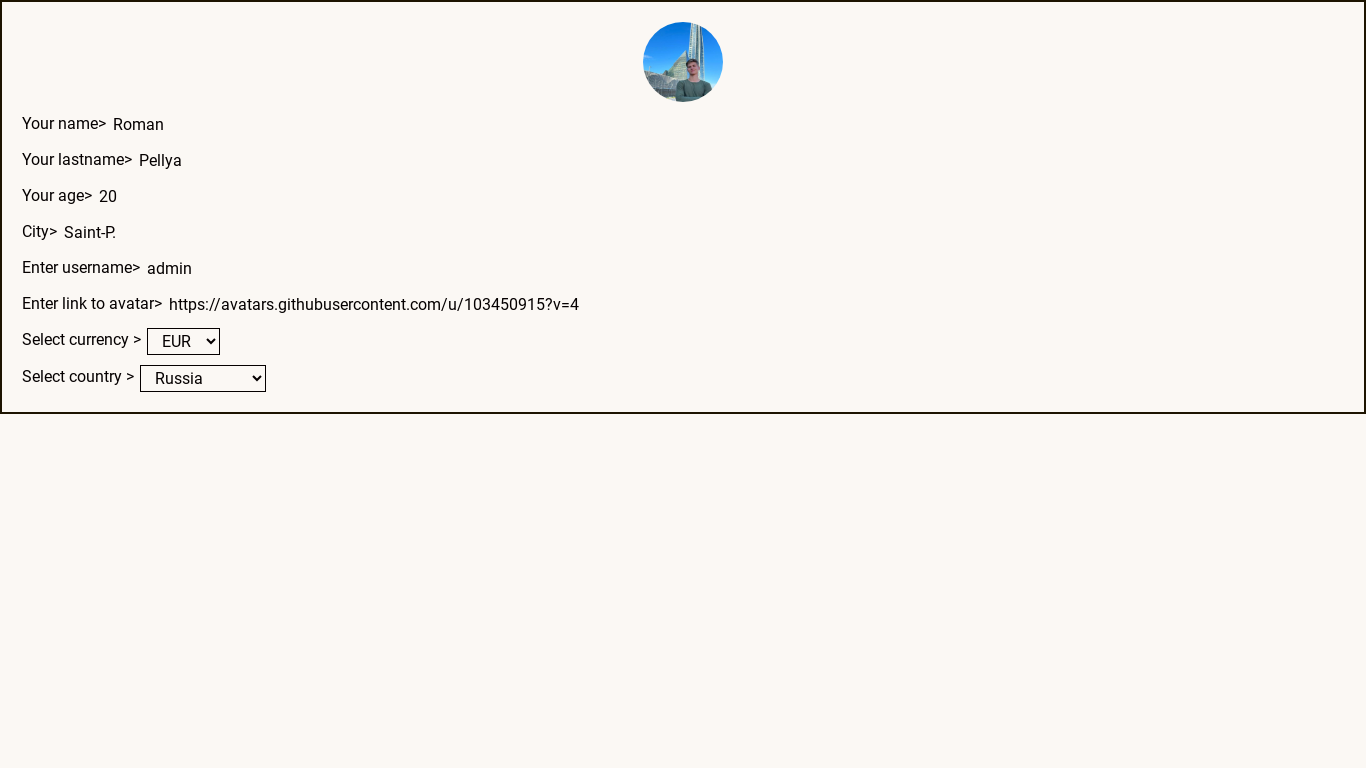 Your name> Roman
Your lastname> Pellya
Your age> 20
City> Saint-P.
Enter username> admin
Enter link to avatar> https://avatars.githubusercontent.com/u/103450915?v=4
Select currency > EUR
Select country > Russia